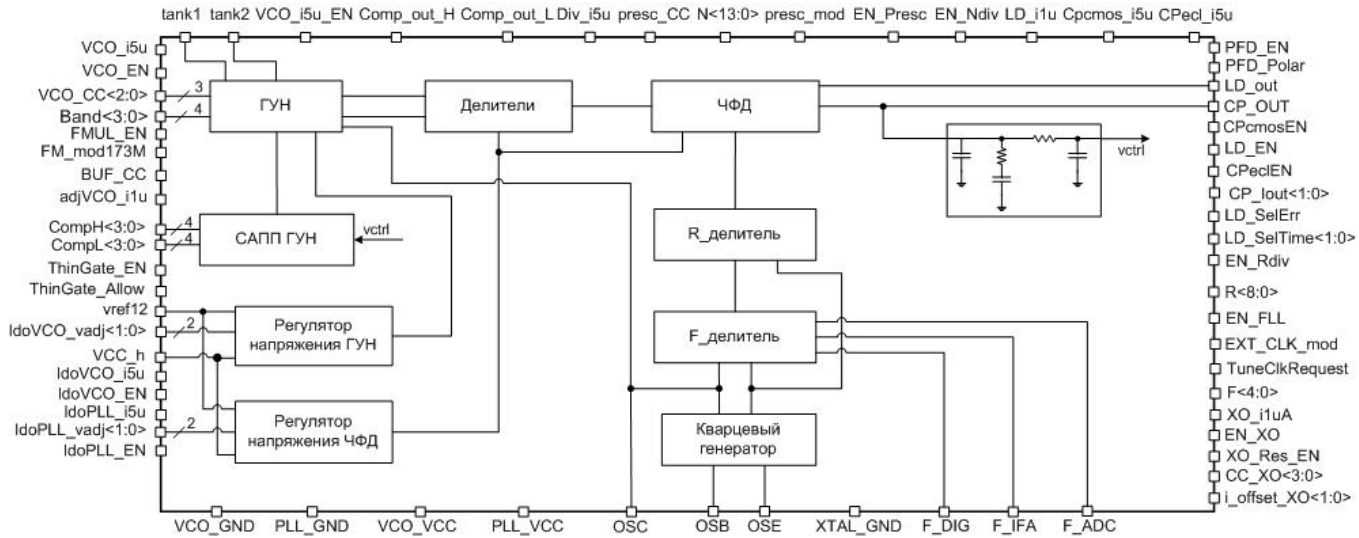 tank1 tank2 VCO_i5u_EN Comp_out_H Comp_out_L Div_i5u presc_CC N<13:0> presc_mod EN_Presc EN_Ndiv LD_i1u Cpcmos_i5u CPecl_i5u
VCO_i5u
VCO_EN
VCO_CC<2:0>
3
Band<3:0>
4
FMUL_EN
FM_mod173M
BUF_CC
adjVCO_i1u
CompH<3:0>
4
CompL<3:0>
4
ThinGate_EN
ThinGate_Allow
vref12
ldoVCO_vadj<1:0>
2
VCC_h
ldoVCO_i5u
ldoVCO_EN
ldoPLL_i5u
ldoPLL_vadj<1:0>
2
ldoPLL_EN
ГУН
Делители
ЧФД
САПП ГУН
vctrl
Регулятор
напряжения ГУН
Регулятор
напряжения ЧФД
R_делитель
F_делитель
Кварцевый
генератор
vctrl
PFD_EN
PFD_Polar
LD_out
CP_OUT
CPcmosEN
LD_EN
CPeclEN
CP_Iout<1:0>
LD_SelErr
LD_SelTime<1:0>
EN_Rdiv
R<8:0>
EN_FLL
EXT_CLK_mod
TuneClkRequest
F<4:0>
XO_i1uA
EN_XO
XO_Res_EN
CC_XO<3:0>
i_offset_XO<1:0>
VCO_GND PLL_GND VCO_VCC PLL_VCC OSC OSB OSE XTAL_GND F_DIG F_IFA F_ADC